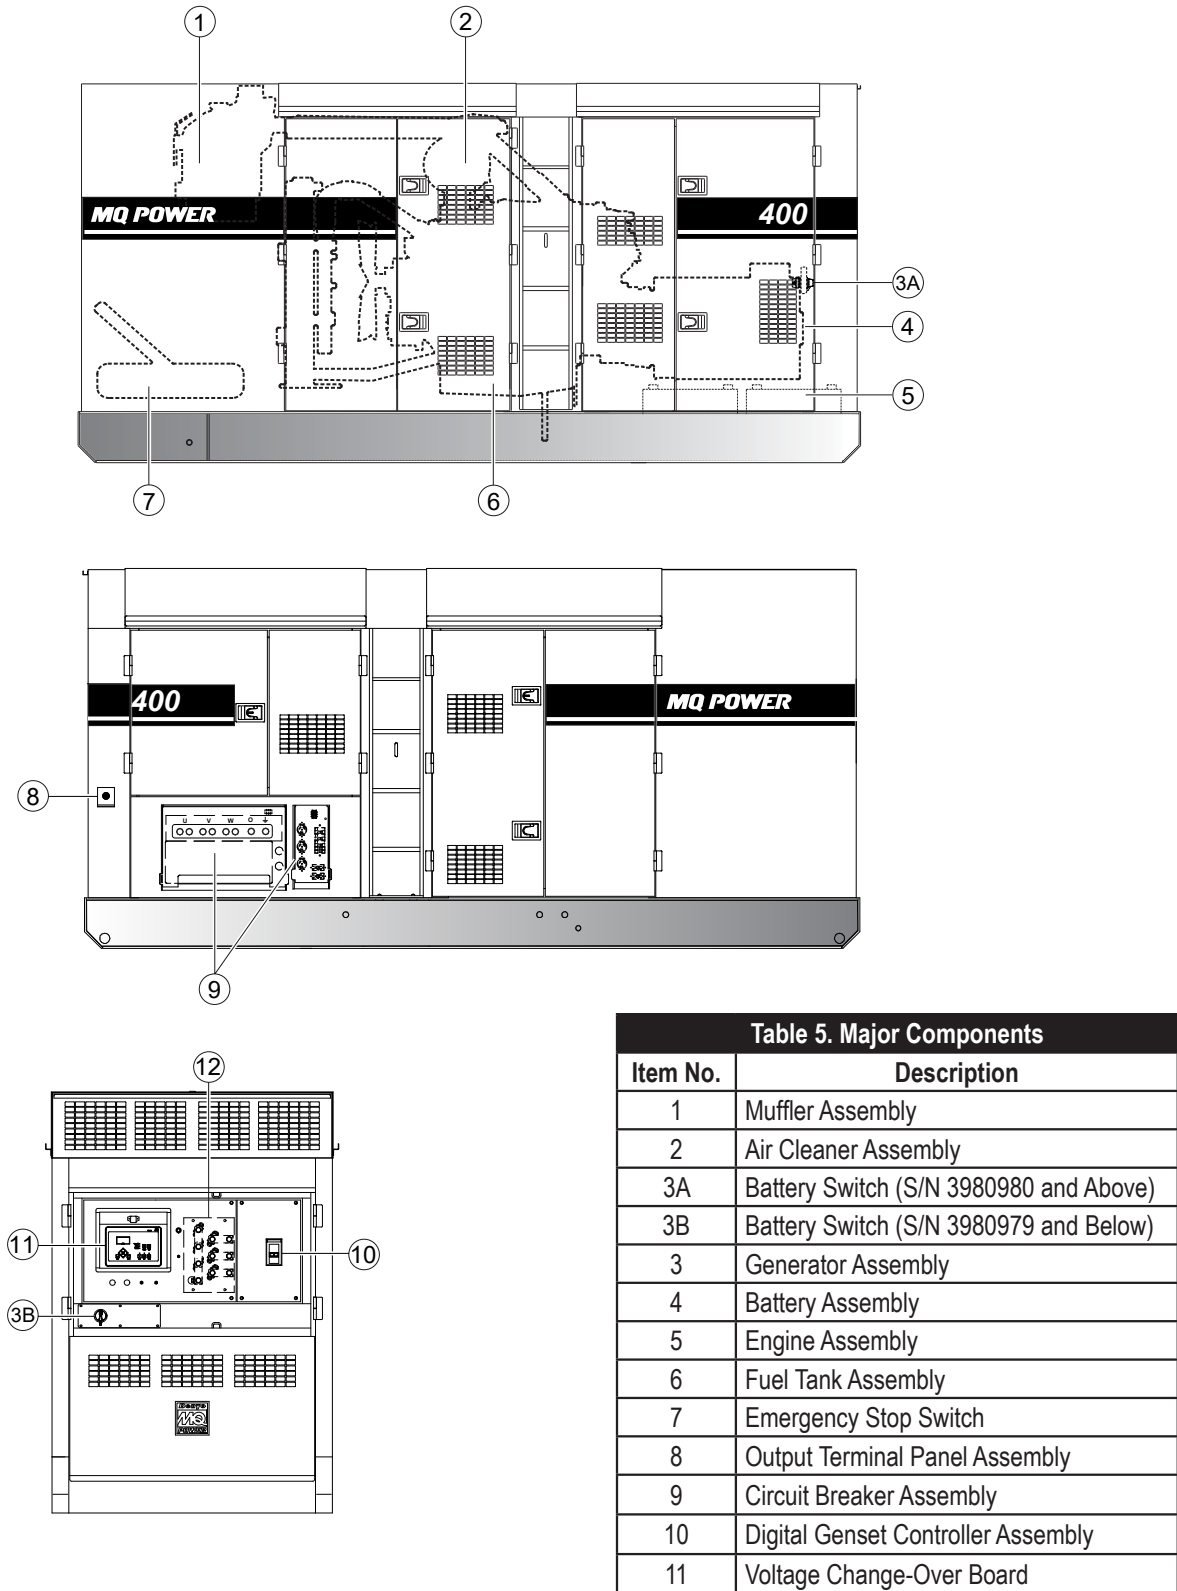 1
2
MQ POWER
400
3A
4
5
7
6
400
MQ POWER
8
U V W O
9
12
11
10
3B
Denyo
MQ
POWER
Table 5. Major Components
Item No. Description
1 Muffler Assembly
2 Air Cleaner Assembly
3A Battery Switch (S/N 3980980 and Above)
3B Battery Switch (S/N 3980979 and Below)
3 Generator Assembly
4 Battery Assembly
5 Engine Assembly
6 Fuel Tank Assembly
7 Emergency Stop Switch
8 Output Terminal Panel Assembly
9 Circuit Breaker Assembly
10 Digital Genset Controller Assembly
11 Voltage Change-Over Board